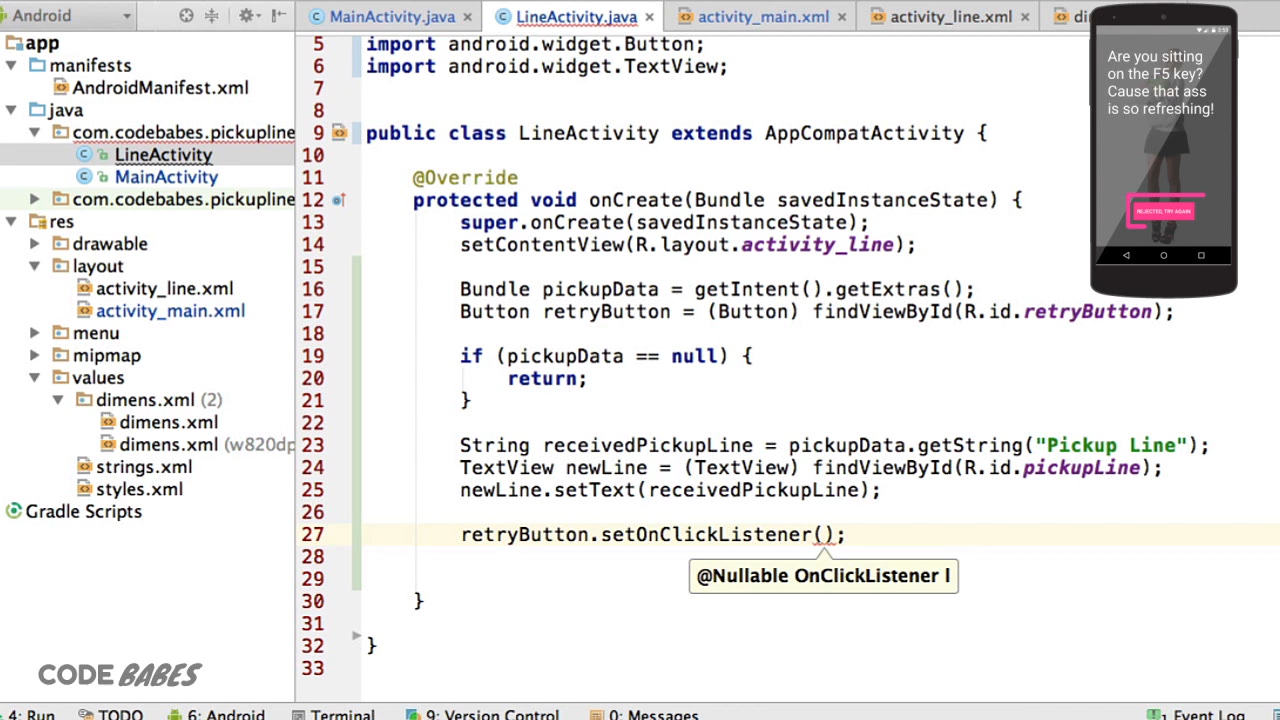 Android
MainActivity.java
LineActivity.java
activity_main.xml
activity_line.xml
app
manifests
AndroidManifest.xml
java
com.codebabes.pickupline
LineActivity
MainActivity
com.codebabes.pickupline
res
drawable
layout
activity_line.xml
activity_main.xml
menu
mipmap
values
dimens.xml (2)
dimens.xml
dimens.xml (w820dp
strings.xml
styles.xml
Gradle Scripts
5 import android.widget.Button;
6 import android.widget.TextView;
7
8
9 public class LineActivity extends AppCompatActivity {
10
11 @Override
12 protected void onCreate(Bundle savedInstanceState) {
13 super.onCreate(savedInstanceState);
14 setContentView(R.layout.activity_line);
15
16 Bundle pickupData = getIntent().getExtras();
17 Button retryButton = (Button) findViewById(R.id.retryButton);
18
19 if (pickupData == null) {
20 return;
21 }
22
23 String receivedPickupLine = pickupData.getString("Pickup Line");
24 TextView newLine = (TextView) findViewById(R.id.pickupLine);
25 newLine.setText(receivedPickupLine);
26
27 retryButton.setOnClickListener();
@Nullable OnClickListener l
28
29
30 }
31
32 }
33
Are you sitting
on the F5 key?
Cause that ass
is so refreshing!
REJECTED, TRY AGAIN
CODE BABES
4: Run
TODO
6: Android
Terminal
9: Version Control
0: Messages
Event Log